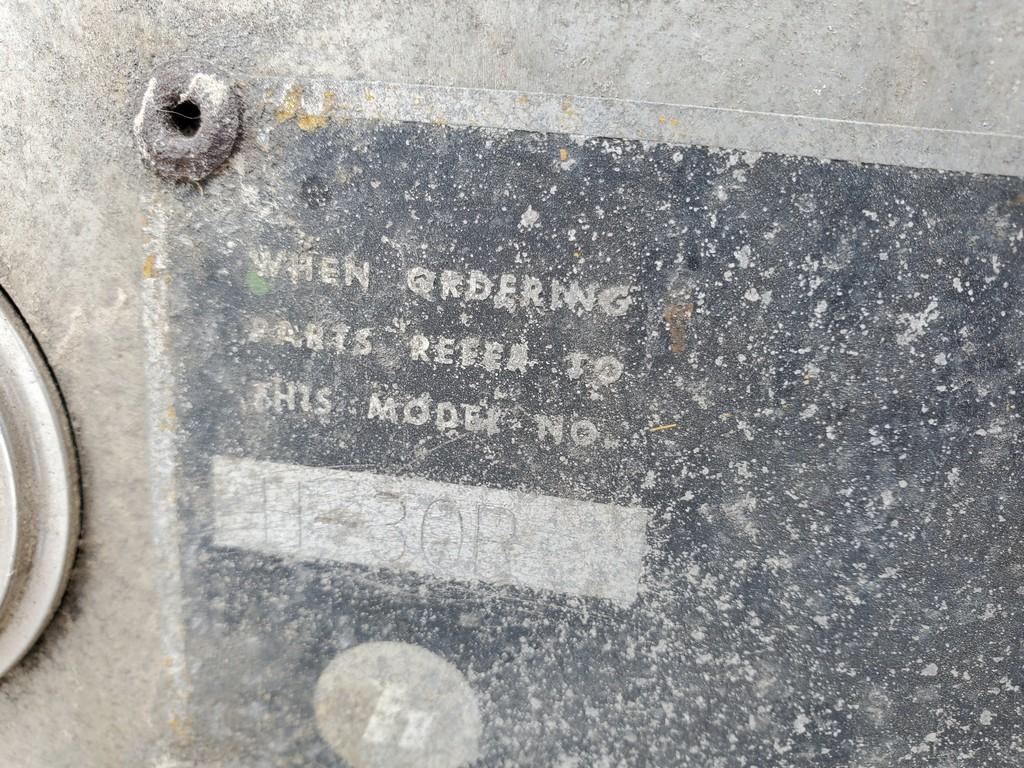 WHEN ORDERING
PARTS REFER TO
THIS MODEL NO.